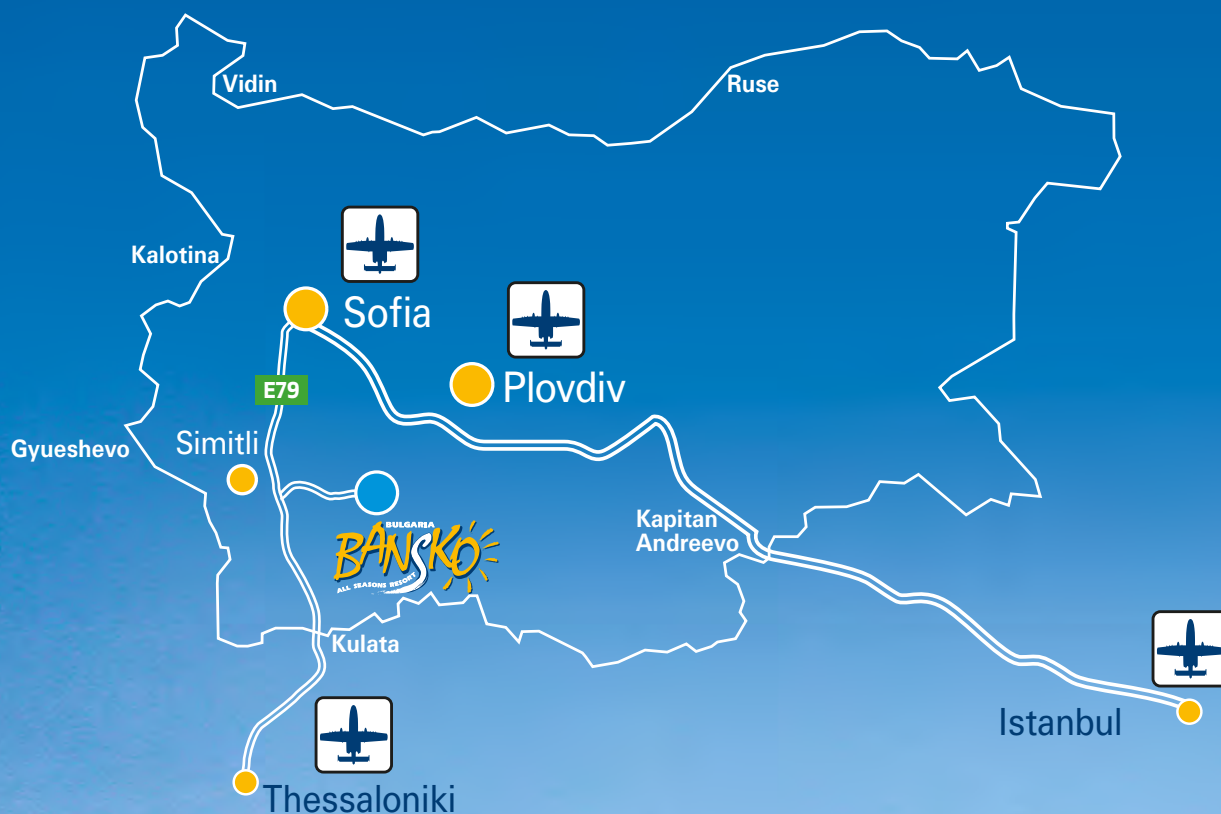 Vidin
Ruse
Kalotina
Sofia
Plovdiv
E79
Simitli
Gyueshevo
BULGARIA
BANSKO
ALL SEASONS RESORT
Kapitan
Andreevo
Kulata
Istanbul
Thessaloniki